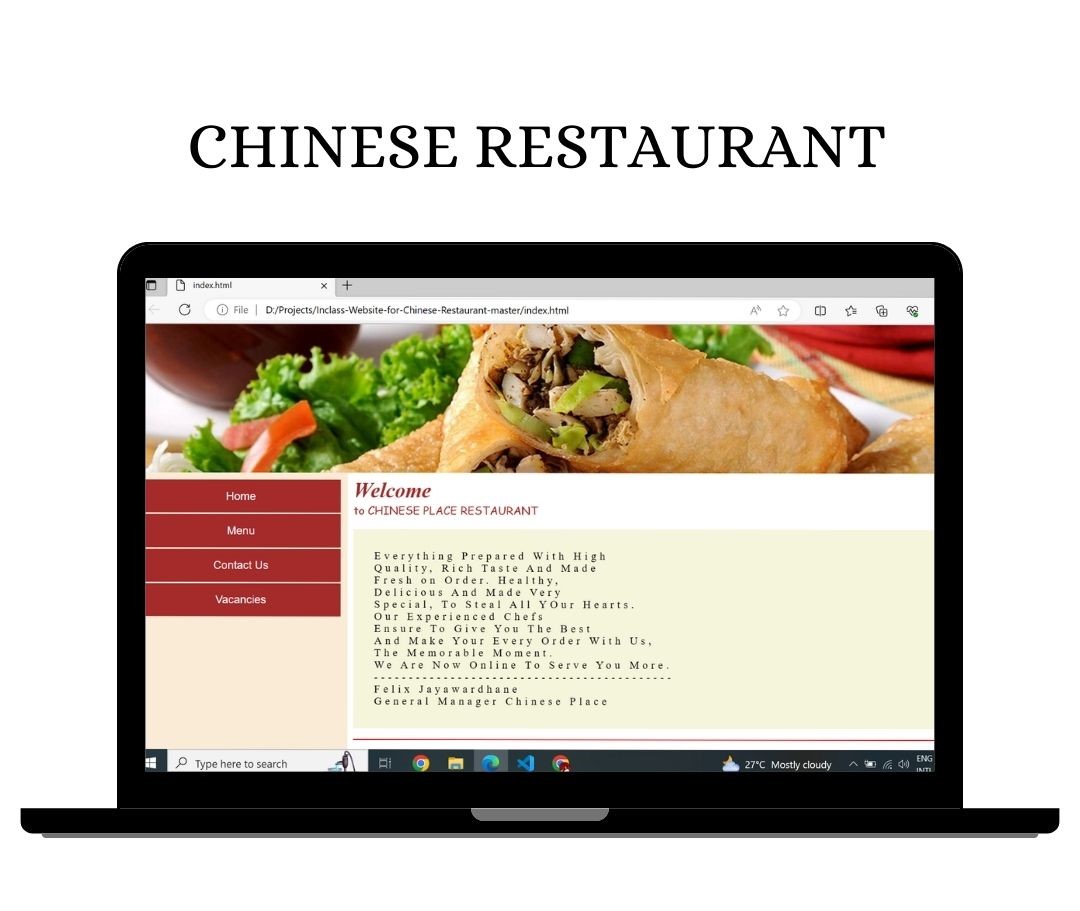 CHINESE RESTAURANT
index.html
File | D:/Projects/Inclass-Website-for-Chinese-Restaurant-master/index.html
Home
Menu
Contact Us
Vacancies
Welcome
to CHINESE PLACE RESTAURANT
Everything Prepared With High
Quality, Rich Taste And Made
Fresh on Order. Healthy,
Delicious And Made Very
Special, To Steal All YOur Hearts.
Our Experienced Chefs
Ensure To Give You The Best
And Make Your Every Order With Us,
The Memorable Moment.
We Are Now Online To Serve You More.
--------------------------------------------
Felix Jayawardhane
General Manager Chinese Place
Type here to search
27°C Mostly cloudy
ENG
INTL